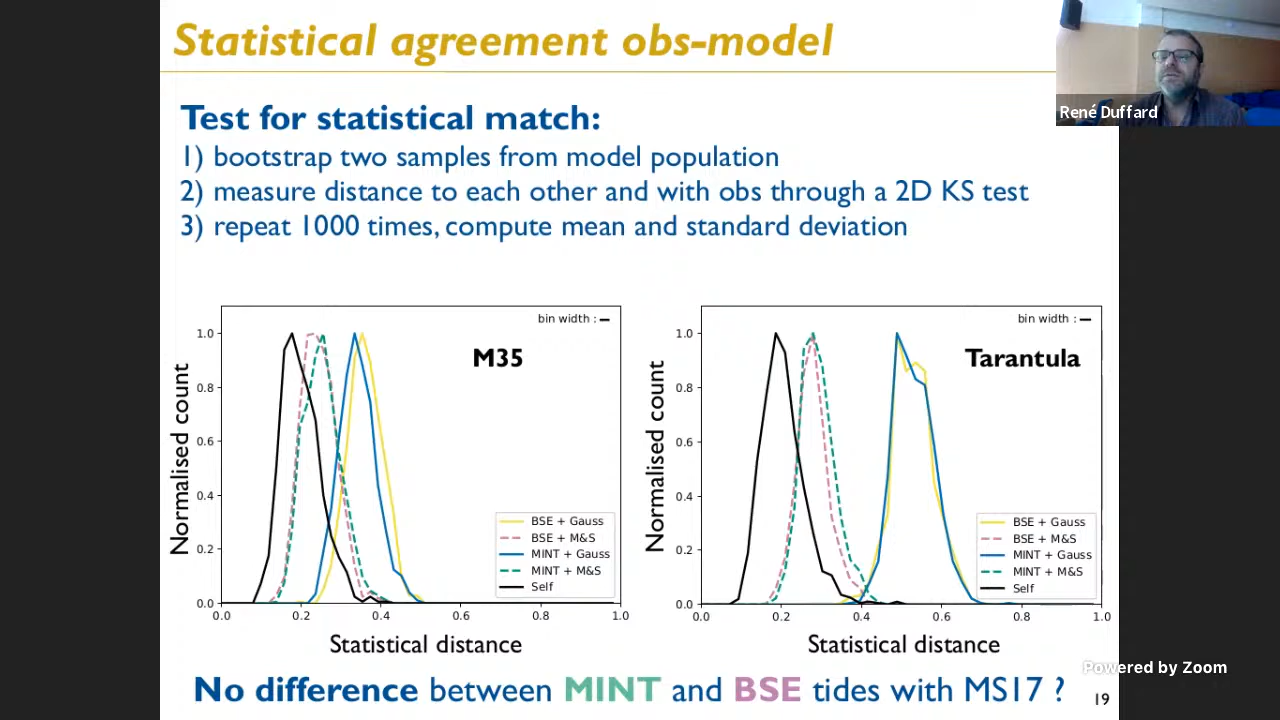 Statistical agreement obs-model
René Duffard
Test for statistical match:
1) bootstrap two samples from model population
2) measure distance to each other and with obs through a 2D KS test
3) repeat 1000 times, compute mean and standard deviation
bin width :
M35
Normalised count
1.0
0.8
0.6
0.4
0.2
0.0
BSE + Gauss
BSE + M&S
MINT + Gauss
MINT + M&S
Self
0.0 0.2 0.4 0.6 0.8 1.0
Statistical distance
bin width :
Tarantula
Normalised count
1.0
0.8
0.6
0.4
0.2
0.0
BSE + Gauss
BSE + M&S
MINT + Gauss
MINT + M&S
Self
0.0 0.2 0.4 0.6 0.8 1.0
Statistical distance
Powered by Zoom
No difference between MINT and BSE tides with MS17 ?
19